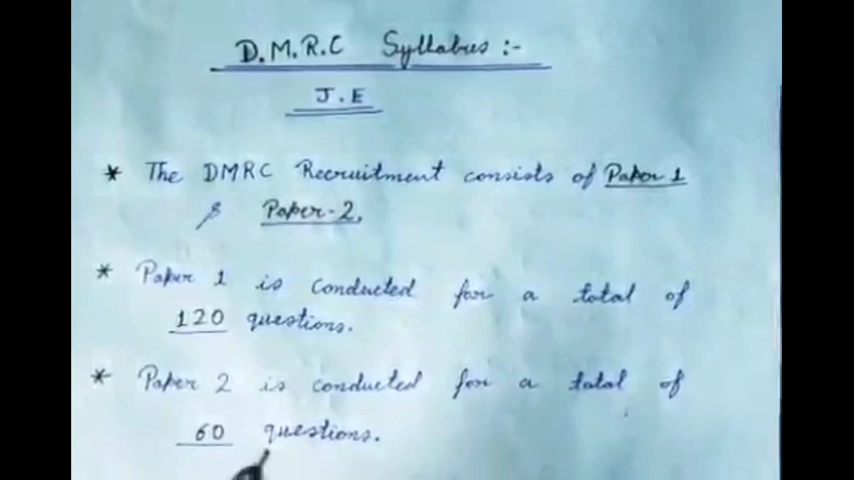 D.M.R.C Syllabus :-
J.E
* The DMRC Recruitment consists of Paper 1
& Paper-2.
* Paper 1 is conducted for a total of
120 questions.
* Paper 2 is conducted for a total of
60 questions.